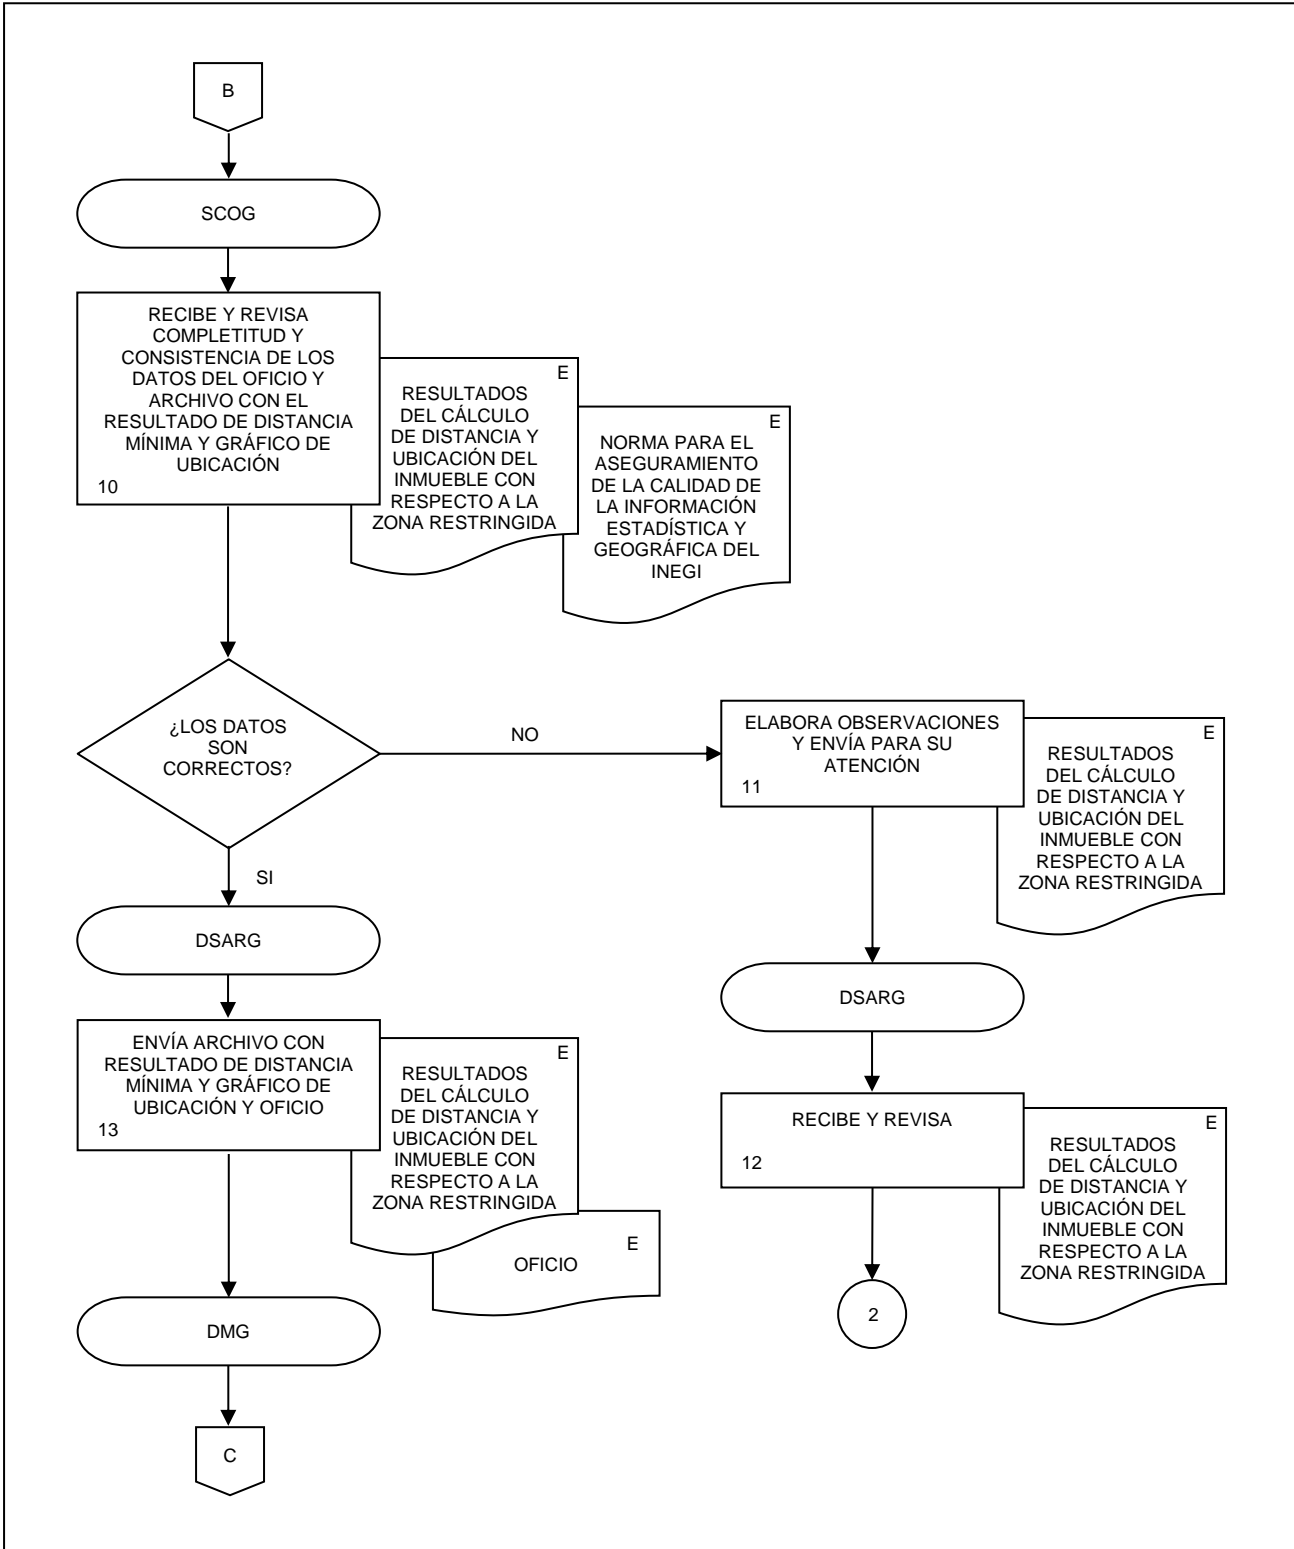 B
SCOG
RECIBE Y REVISA
COMPLETITUD Y
CONSISTENCIA DE LOS
DATOS DEL OFICIO Y
ARCHIVO CON EL
RESULTADO DE DISTANCIA
MÍNIMA Y GRÁFICO DE
UBICACIÓN
10
E
RESULTADOS
DEL CÁLCULO
DE DISTANCIA Y
UBICACIÓN DEL
INMUEBLE CON
RESPECTO A LA
ZONA RESTRINGIDA
E
NORMA PARA EL
ASEGURAMIENTO
DE LA CALIDAD DE
LA INFORMACIÓN
ESTADÍSTICA Y
GEOGRÁFICA DEL
INEGI
¿LOS DATOS
SON
CORRECTOS?
NO
ELABORA OBSERVACIONES
Y ENVÍA PARA SU
ATENCIÓN
11
E
RESULTADOS
DEL CÁLCULO
DE DISTANCIA Y
UBICACIÓN DEL
INMUEBLE CON
RESPECTO A LA
ZONA RESTRINGIDA
SI
DSARG
DSARG
ENVÍA ARCHIVO CON
RESULTADO DE DISTANCIA
MÍNIMA Y GRÁFICO DE
UBICACIÓN Y OFICIO
13
E
RESULTADOS
DEL CÁLCULO
DE DISTANCIA Y
UBICACIÓN DEL
INMUEBLE CON
RESPECTO A LA
ZONA RESTRINGIDA
E
OFICIO
RECIBE Y REVISA
12
E
RESULTADOS
DEL CÁLCULO
DE DISTANCIA Y
UBICACIÓN DEL
INMUEBLE CON
RESPECTO A LA
ZONA RESTRINGIDA
2
DMG
C